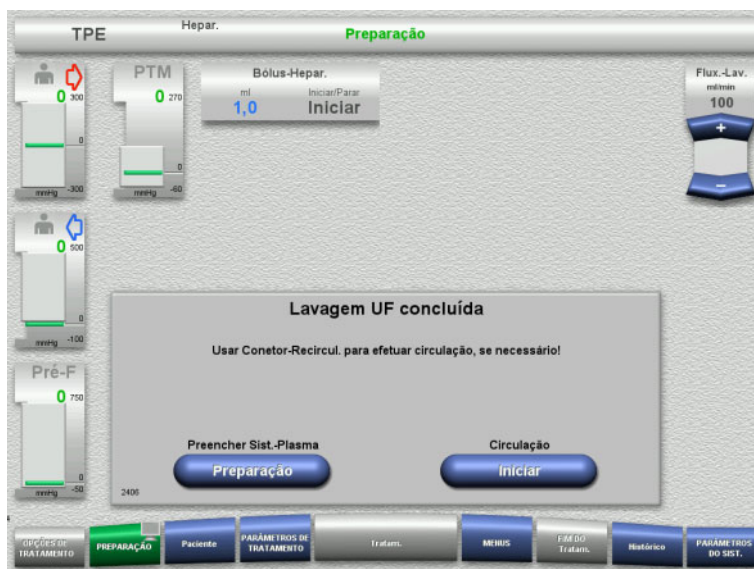 TPE Hepar. Preparação
PTM
0 300
0
-300
mmHg
0 270
0
-60
mmHg
Bólus-Hepar.
ml Iniciar/Parar
1,0 Iniciar
Flux.-Lav.
ml/min
100
+
–
0 500
0
-100
mmHg
Pré-F
0 750
0
-50
mmHg
Lavagem UF concluída
Usar Conetor-Recircul. para efetuar circulação, se necessário!
Preencher Sist.-Plasma Circulação
Preparação Iniciar
2406
OPÇÕES DE TRATAMENTO
PREPARAÇÃO
Paciente
PARÂMETROS DE TRATAMENTO
Tratam.
MENUS
FIM DO Tratam.
Histórico
PARÂMETROS DO SIST.